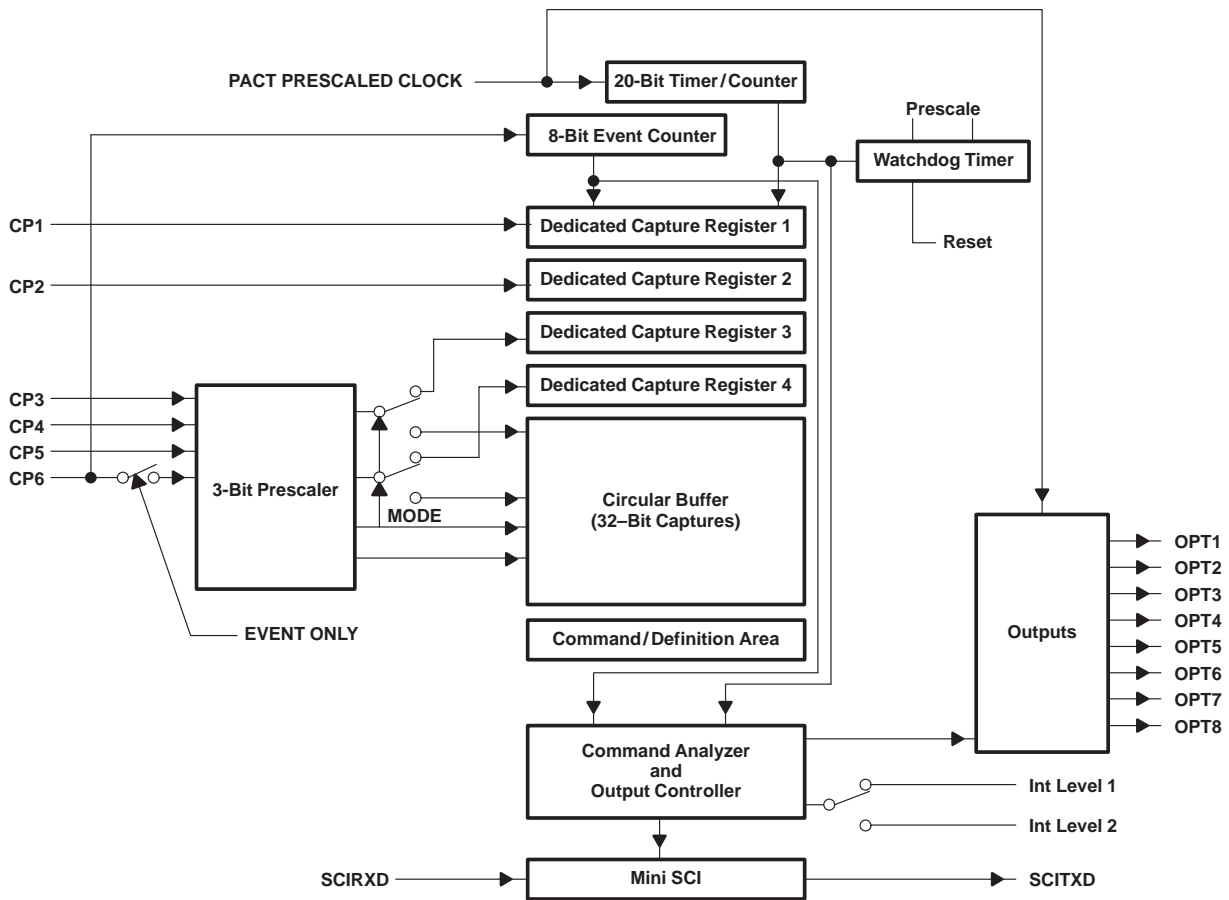 PACT PRESCALED CLOCK
20-Bit Timer/Counter
Prescale
8-Bit Event Counter
Watchdog Timer
CP1
Dedicated Capture Register 1
Reset
CP2
Dedicated Capture Register 2
Dedicated Capture Register 3
Dedicated Capture Register 4
CP3
CP4
CP5
CP6
3-Bit Prescaler
MODE
Circular Buffer
(32–Bit Captures)
EVENT ONLY
Command/Definition Area
Outputs
OPT1
OPT2
OPT3
OPT4
OPT5
OPT6
OPT7
OPT8
Command Analyzer
and
Output Controller
Int Level 1
Int Level 2
SCIRXD
Mini SCI
SCITXD